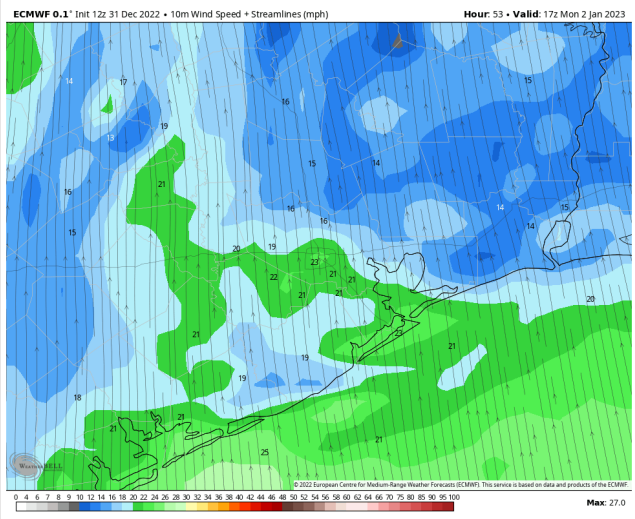 ECMWF 0.1° Init 12z 31 Dec 2022 • 10m Wind Speed + Streamlines (mph) Hour: 53 • Valid: 17z Mon 2 Jan 2023
14 17 15
16
13 19
15 14
21
16
16 14 15
16 14
15
20 19
23
22 21 21
21 21
20
21 23
21
19
19
18
21
21
21
25
WeatherBELL
© 2022 European Centre for Medium-Range Weather Forecasts (ECMWF). This service is based on data and products of the ECMWF.
0 4 6 7 8 9 10 12 14 16 18 20 22 24 26 28 30 32 34 36 38 40 42 44 46 48 50 52 54 56 58 60 65 70 75 80 85 90 95 100
Max: 27.0